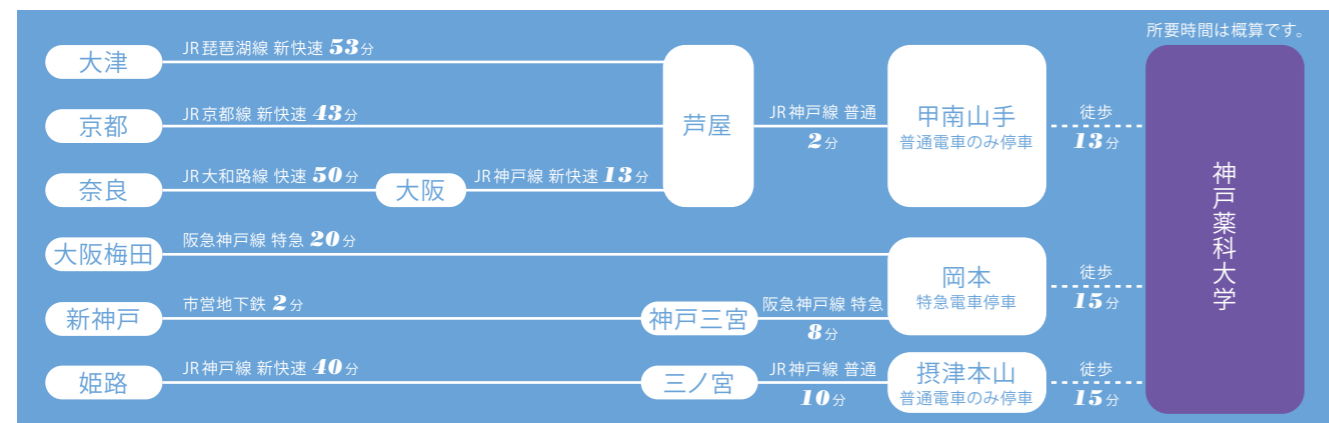 所要時間は概算です。
大津
JR琵琶湖線 新快速 53分
京都
JR京都線 新快速 43分
奈良
JR大和路線 快速 50分
大阪
JR神戸線 新快速 13分
芦屋
JR神戸線 普通
2分
甲南山手
普通電車のみ停車
徒歩
13分
大阪梅田
阪急神戸線 特急 20分
新神戸
市営地下鉄 2分
神戸三宮
阪急神戸線 特急
8分
岡本
特急電車停車
徒歩
15分
姫路
JR神戸線 新快速 40分
三ノ宮
JR神戸線 普通
10分
摂津本山
普通電車のみ停車
徒歩
15分
神戸薬科大学